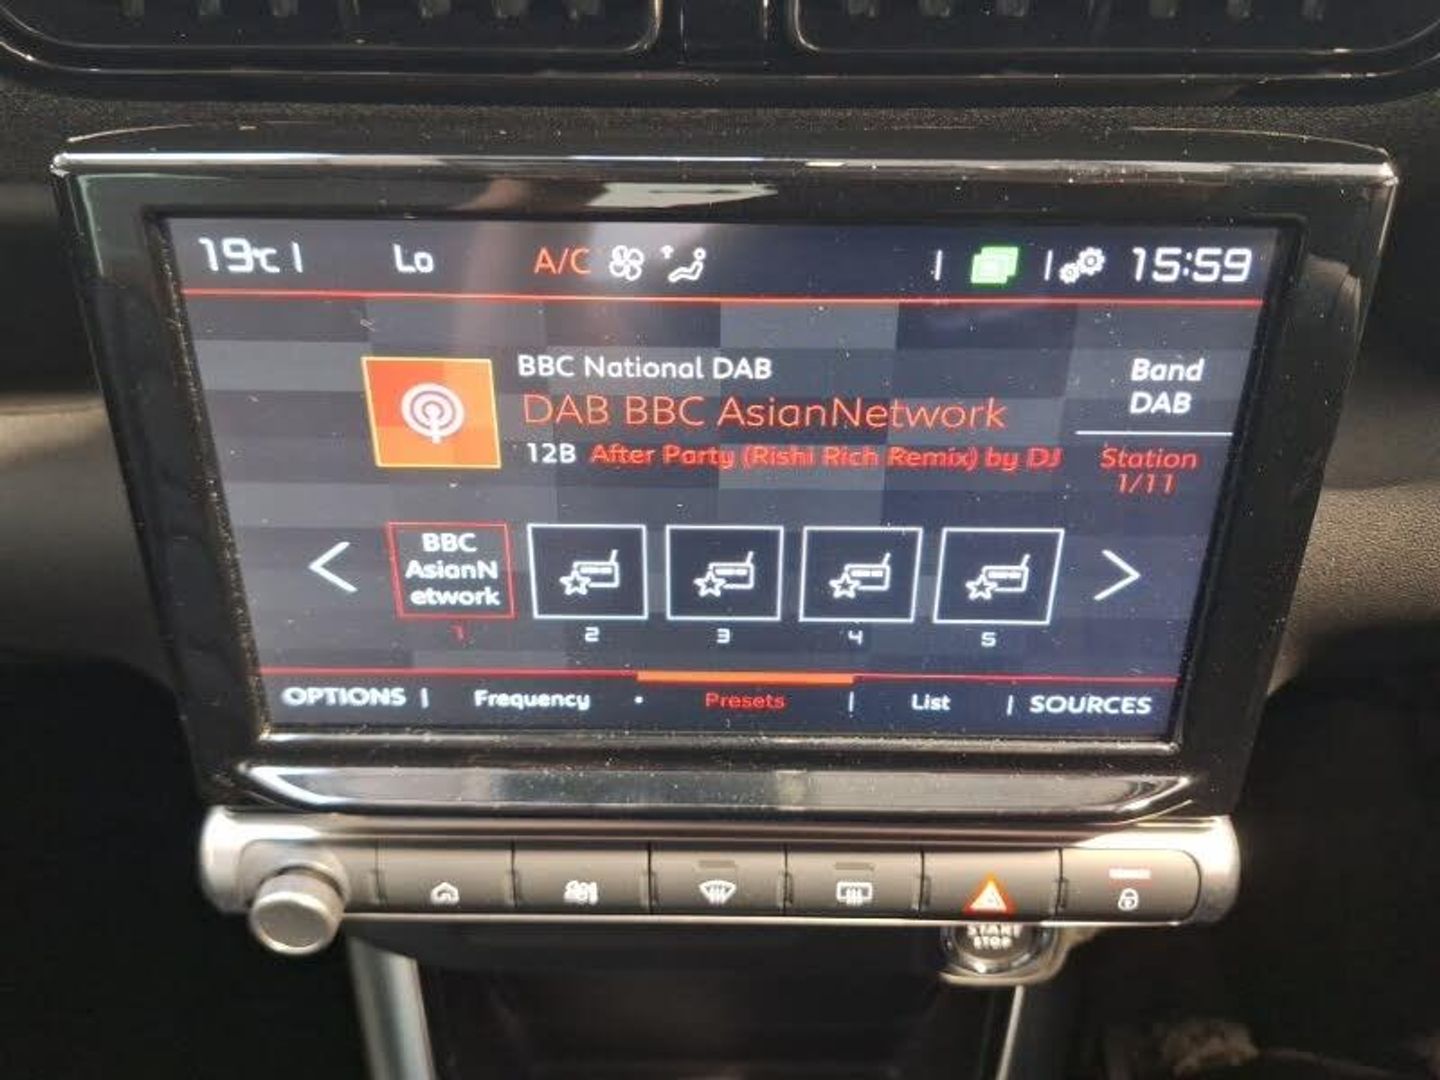 19°C Lo A/C 15:59
BBC National DAB
DAB BBC AsianNetwork
12B After Party (Rishi Rich Remix) by DJ
Band
DAB
Station
1/11
BBC
AsianN
etwork
1 2 3 4 5
OPTIONS Frequency Presets List SOURCES
START
STOP